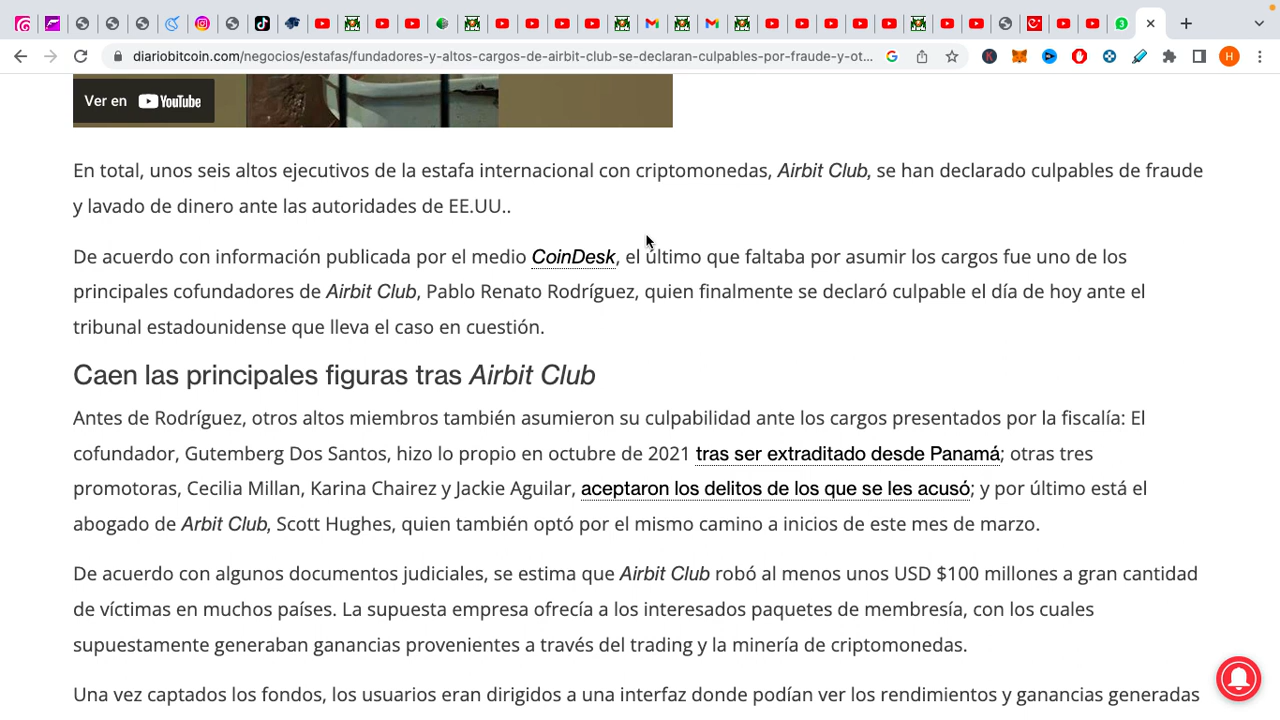 diariobitcoin.com/negocios/estafas/fundadores-y-altos-cargos-de-airbit-club-se-declaran-culpables-por-fraude-y-ot...
H
3
Ver en YouTube
En total, unos seis altos ejecutivos de la estafa internacional con criptomonedas, Airbit Club, se han declarado culpables de fraude
y lavado de dinero ante las autoridades de EE.UU..
De acuerdo con información publicada por el medio CoinDesk, el último que faltaba por asumir los cargos fue uno de los
principales cofundadores de Airbit Club, Pablo Renato Rodríguez, quien finalmente se declaró culpable el día de hoy ante el
tribunal estadounidense que lleva el caso en cuestión.
Caen las principales figuras tras Airbit Club
Antes de Rodríguez, otros altos miembros también asumieron su culpabilidad ante los cargos presentados por la fiscalía: El
cofundador, Gutemberg Dos Santos, hizo lo propio en octubre de 2021 tras ser extraditado desde Panamá; otras tres
promotoras, Cecilia Millan, Karina Chairez y Jackie Aguilar, aceptaron los delitos de los que se les acusó; y por último está el
abogado de Arbit Club, Scott Hughes, quien también optó por el mismo camino a inicios de este mes de marzo.
De acuerdo con algunos documentos judiciales, se estima que Airbit Club robó al menos unos USD $100 millones a gran cantidad
de víctimas en muchos países. La supuesta empresa ofrecía a los interesados paquetes de membresía, con los cuales
supuestamente generaban ganancias provenientes a través del trading y la minería de criptomonedas.
Una vez captados los fondos, los usuarios eran dirigidos a una interfaz donde podían ver los rendimientos y ganancias generadas